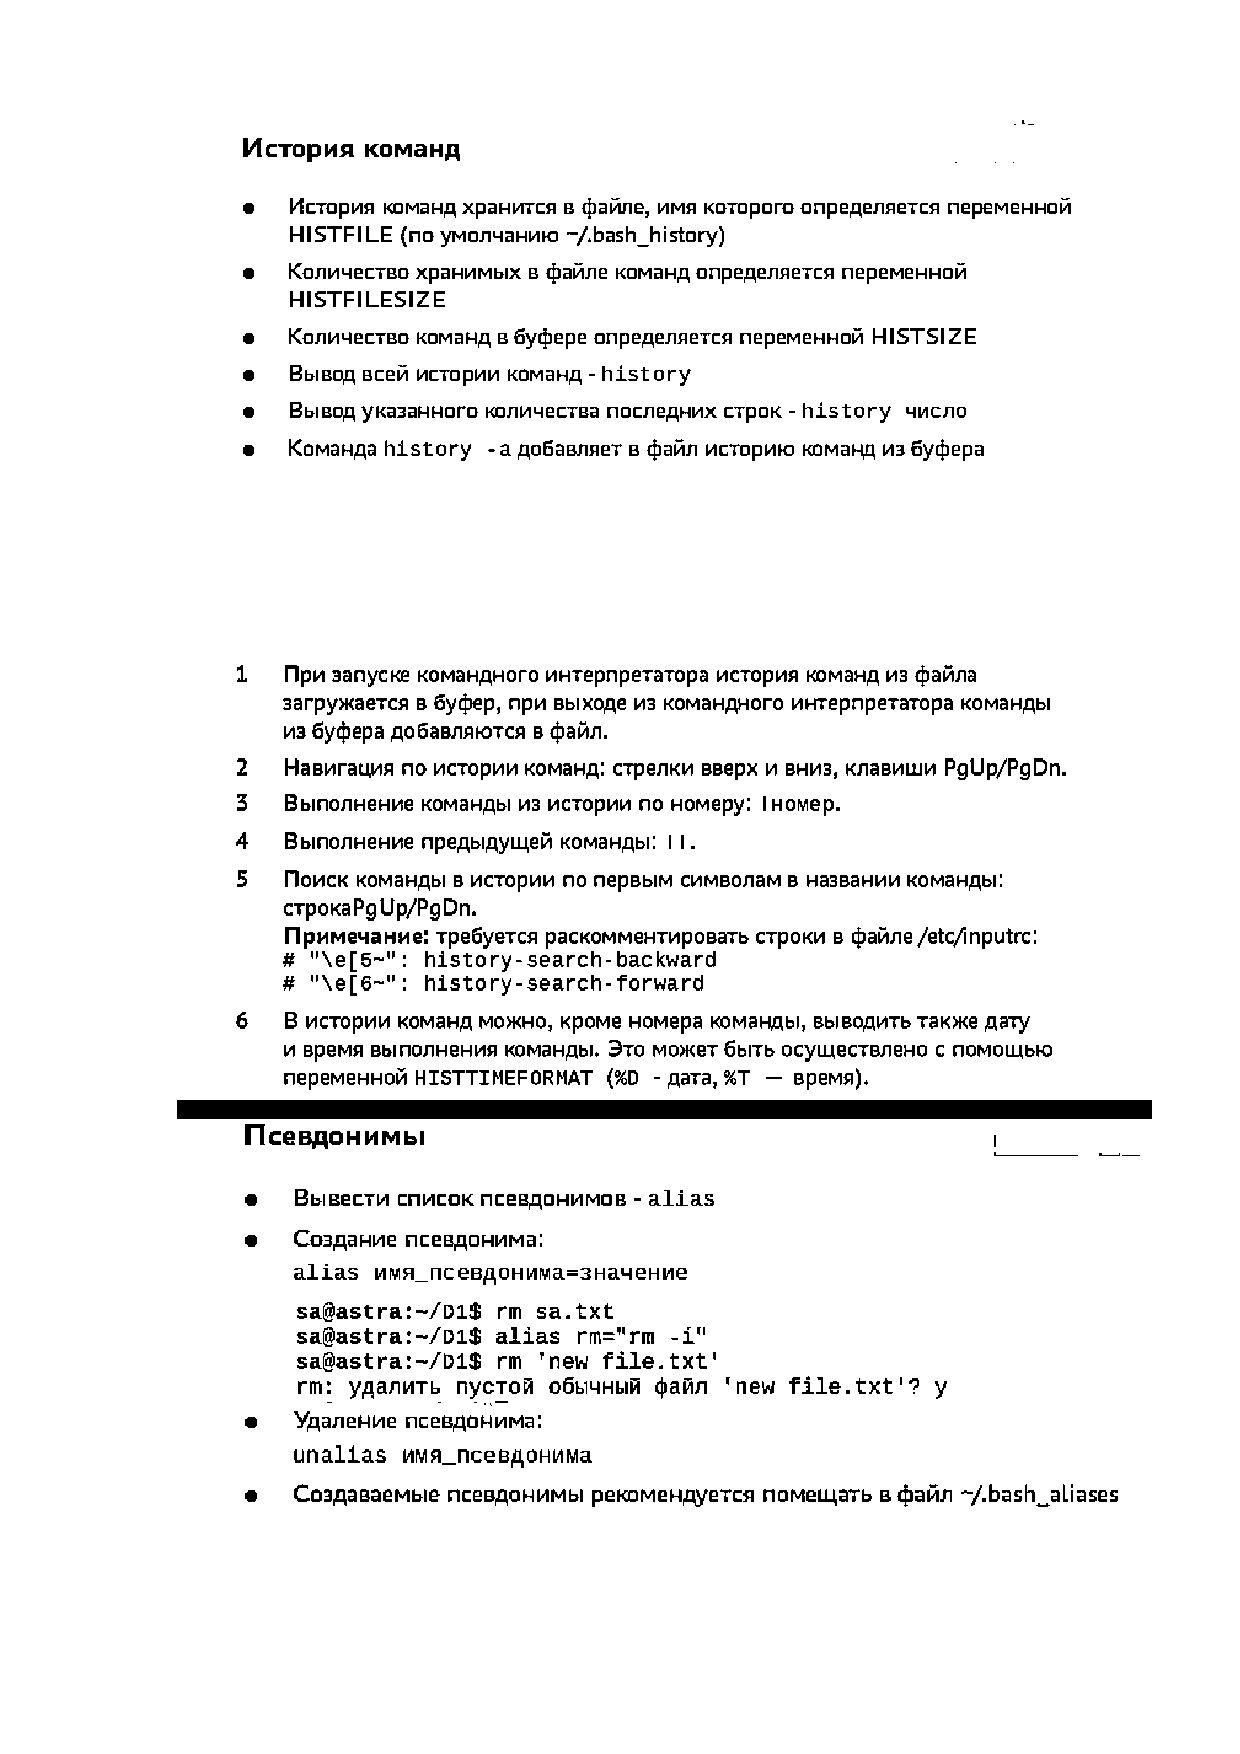 История команд
● История команд хранится в файле, имя которого определяется переменной
HISTFILE (по умолчанию ~/.bash_history)
● Количество хранимых в файле команд определяется переменной
HISTFILESIZE
● Количество команд в буфере определяется переменной HISTSIZE
● Вывод всей истории команд - history
● Вывод указанного количества последних строк - history число
● Команда history -a добавляет в файл историю команд из буфера
1 При запуске командного интерпретатора история команд из файла
загружается в буфер, при выходе из командного интерпретатора команды
из буфера добавляются в файл.
2 Навигация по истории команд: стрелки вверх и вниз, клавиши PgUp/PgDn.
3 Выполнение команды из истории по номеру: !номер.
4 Выполнение предыдущей команды: !!.
5 Поиск команды в истории по первым символам в названии команды:
строкаPgUp/PgDn.
Примечание: требуется раскомментировать строки в файле /etc/inputrc:
# "\e[5~": history-search-backward
# "\e[6~": history-search-forward
6 В истории команд можно, кроме номера команды, выводить также дату
и время выполнения команды. Это может быть осуществлено с помощью
переменной HISTTIMEFORMAT (%D - дата, %T — время).
Псевдонимы
● Вывести список псевдонимов - alias
● Создание псевдонима:
alias имя_псевдонима=значение
sa@astra:~/D1$ rm sa.txt
sa@astra:~/D1$ alias rm="rm -i"
sa@astra:~/D1$ rm 'new file.txt'
rm: удалить пустой обычный файл 'new file.txt'? y
● Удаление псевдонима:
unalias имя_псевдонима
● Создаваемые псевдонимы рекомендуется помещать в файл ~/.bash_aliases